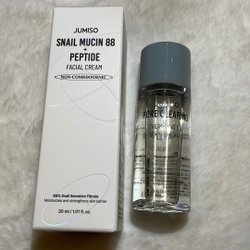 JUMISO
SNAIL MUCIN 88
+
PEPTIDE
FACIAL CREAM
NON-COMEDOGENIC
88% Snail Secretion Filtrate
Moisturizes and strengthens skin barrier
30 ml / 1.01 fl. oz.
PORE CLEARING